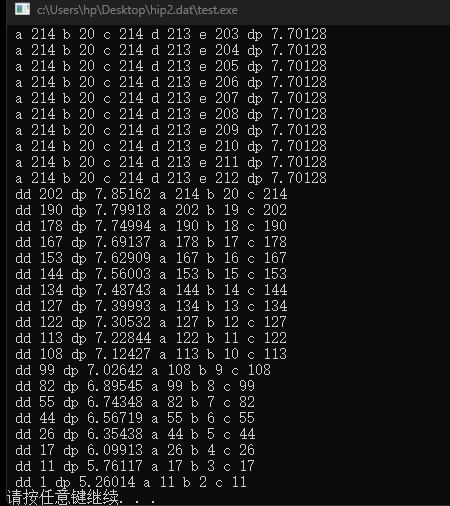 c:\Users\hp\Desktop\hip2.dat\test.exe
a 214 b 20 c 214 d 213 e 203 dp 7.70128
a 214 b 20 c 214 d 213 e 204 dp 7.70128
a 214 b 20 c 214 d 213 e 205 dp 7.70128
a 214 b 20 c 214 d 213 e 206 dp 7.70128
a 214 b 20 c 214 d 213 e 207 dp 7.70128
a 214 b 20 c 214 d 213 e 208 dp 7.70128
a 214 b 20 c 214 d 213 e 209 dp 7.70128
a 214 b 20 c 214 d 213 e 210 dp 7.70128
a 214 b 20 c 214 d 213 e 211 dp 7.70128
a 214 b 20 c 214 d 213 e 212 dp 7.70128
dd 202 dp 7.85162 a 214 b 20 c 214
dd 190 dp 7.79918 a 202 b 19 c 202
dd 178 dp 7.74994 a 190 b 18 c 190
dd 167 dp 7.69137 a 178 b 17 c 178
dd 153 dp 7.62909 a 167 b 16 c 167
dd 144 dp 7.56003 a 153 b 15 c 153
dd 134 dp 7.48743 a 144 b 14 c 144
dd 127 dp 7.39993 a 134 b 13 c 134
dd 122 dp 7.30532 a 127 b 12 c 127
dd 113 dp 7.22844 a 122 b 11 c 122
dd 108 dp 7.12427 a 113 b 10 c 113
dd 99 dp 7.02642 a 108 b 9 c 108
dd 82 dp 6.89545 a 99 b 8 c 99
dd 55 dp 6.74348 a 82 b 7 c 82
dd 44 dp 6.56719 a 55 b 6 c 55
dd 26 dp 6.35438 a 44 b 5 c 44
dd 17 dp 6.09913 a 26 b 4 c 26
dd 11 dp 5.76117 a 17 b 3 c 17
dd 1 dp 5.26014 a 11 b 2 c 11
请按任意键继续. . .